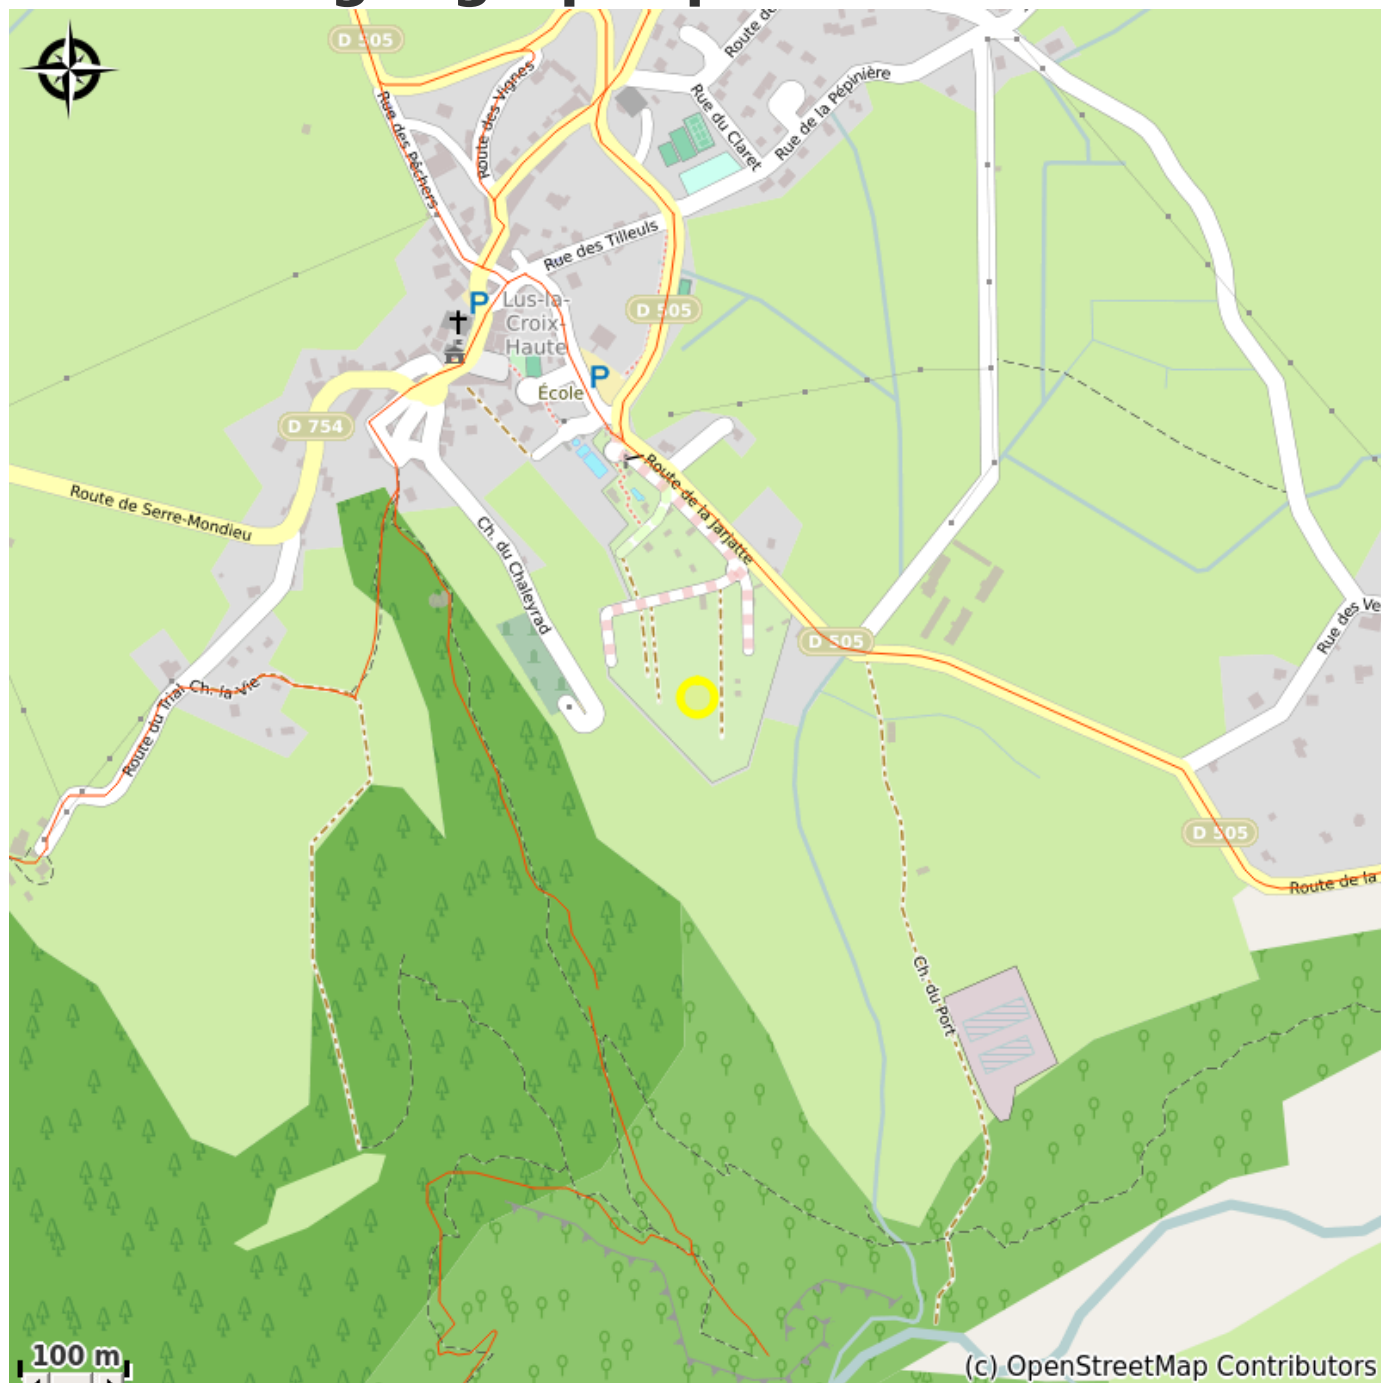 D 505
Route de
Route des Vignes
Rue de la Pépinière
Rue des Pêchers
Rue du Claret
Rue des Tilleuls
P
Lus-la-
Croix-
Haute
D 505
P
École
D 754
Route de la Jarjatte
Route de Serre-Mondieu
Ch. du Chaleyrad
D 505
Rue des Ve
Ch. la Vie
Route du Trial
D 505
Route de la
Ch. du Port
100 m
(c) OpenStreetMap Contributors